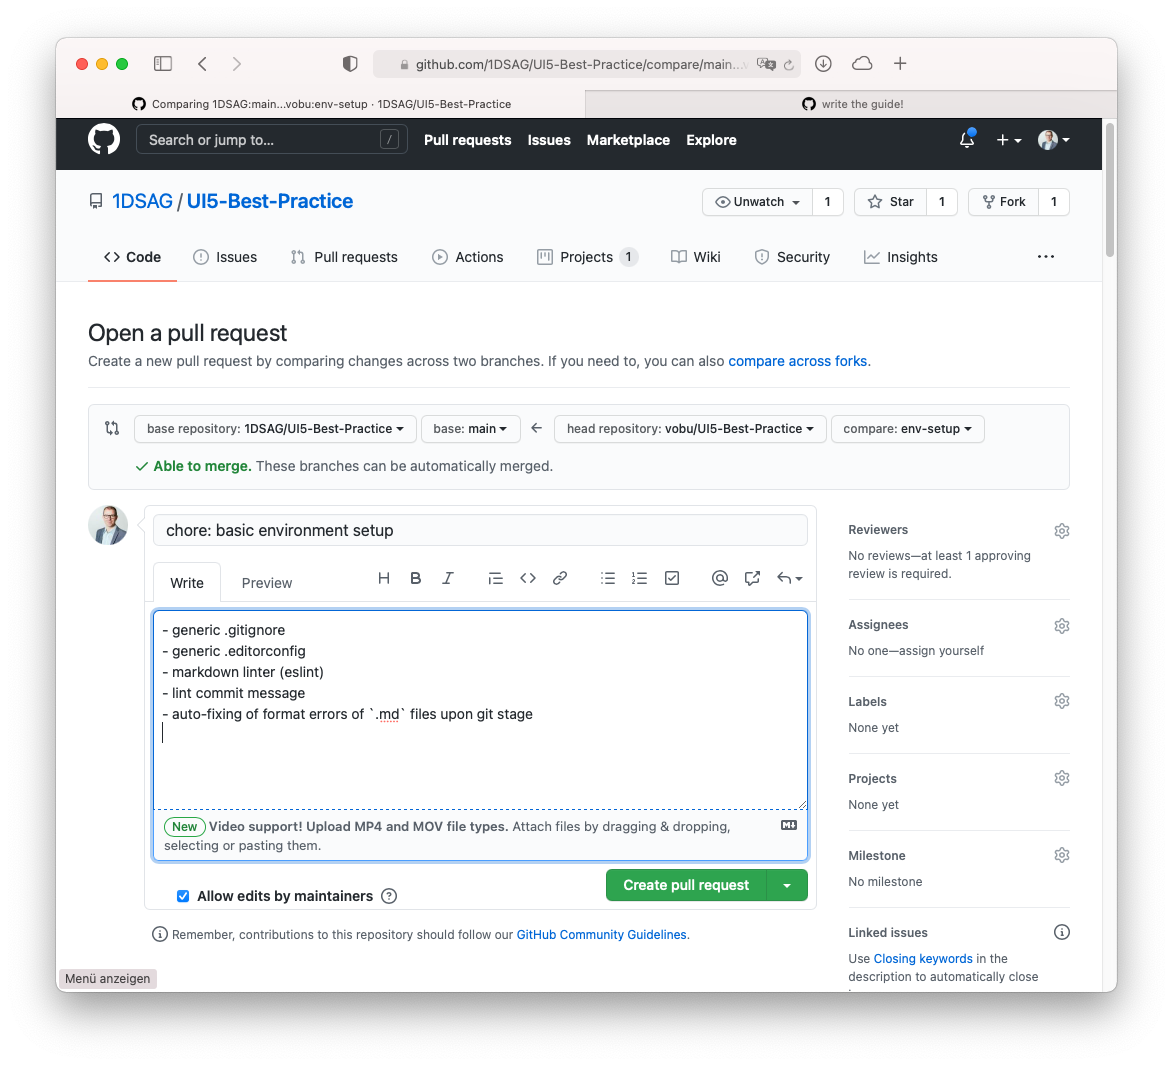 github.com/1DSAG/UI5-Best-Practice/compare/main...v
Comparing 1DSAG:main...vobu:env-setup · 1DSAG/UI5-Best-Practice
write the guide!
Search or jump to...
/
Pull requests
Issues
Marketplace
Explore
1DSAG / UI5-Best-Practice
Unwatch 1
Star 1
Fork 1
Code
Issues
Pull requests
Actions
Projects 1
Wiki
Security
Insights
Open a pull request
Create a new pull request by comparing changes across two branches. If you need to, you can also compare across forks.
base repository: 1DSAG/UI5-Best-Practice
base: main
head repository: vobu/UI5-Best-Practice
compare: env-setup
Able to merge. These branches can be automatically merged.
chore: basic environment setup
Write
Preview
- generic .gitignore
- generic .editorconfig
- markdown linter (eslint)
- lint commit message
- auto-fixing of format errors of `.md` files upon git stage
New Video support! Upload MP4 and MOV file types. Attach files by dragging & dropping,
selecting or pasting them.
Allow edits by maintainers
Create pull request
Remember, contributions to this repository should follow our GitHub Community Guidelines.
Reviewers
No reviews—at least 1 approving
review is required.
Assignees
No one—assign yourself
Labels
None yet
Projects
None yet
Milestone
No milestone
Linked issues
Use Closing keywords in the
description to automatically close
Menü anzeigen